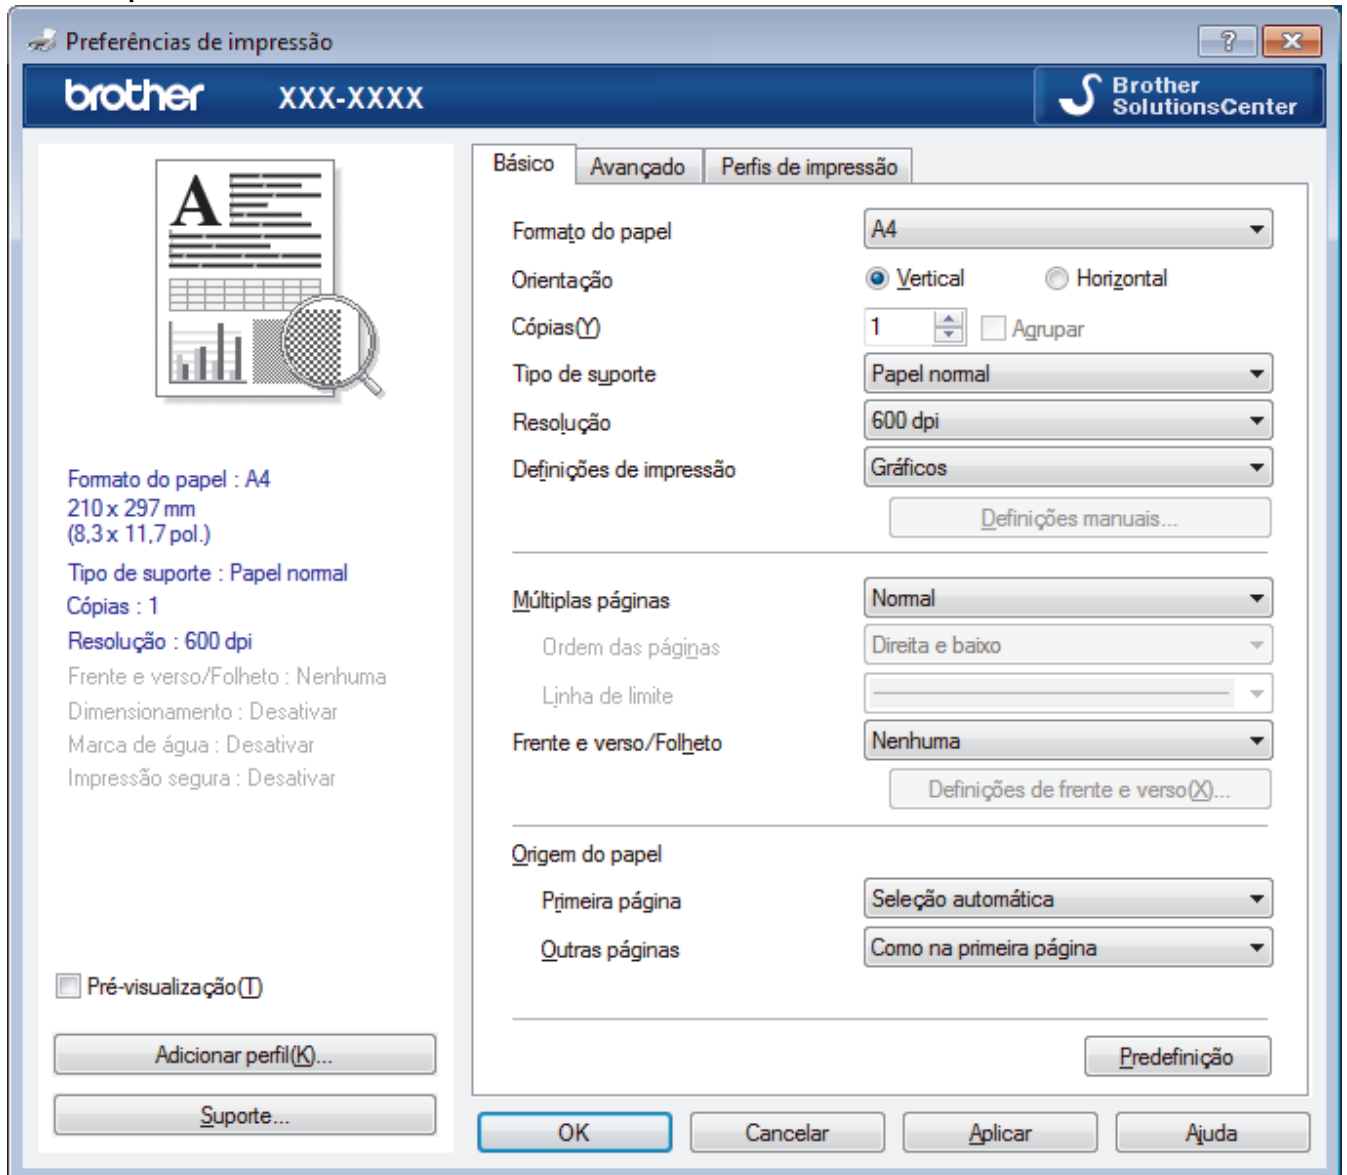 Preferências de impressão
brother XXX-XXXX
Brother
SolutionsCenter
A
Formato do papel : A4
210 x 297 mm
(8,3 x 11,7 pol.)
Tipo de suporte : Papel normal
Cópias : 1
Resolução : 600 dpi
Frente e verso/Folheto : Nenhuma
Dimensionamento : Desativar
Marca de água : Desativar
Impressão segura : Desativar
Pré-visualização(T)
Adicionar perfil(K)...
Suporte...
Básico Avançado Perfis de impressão
Formato do papel A4
Orientação Vertical Horizontal
Cópias(Y) 1 Agrupar
Tipo de suporte Papel normal
Resolução 600 dpi
Definições de impressão Gráficos
Definições manuais...
Múltiplas páginas Normal
Ordem das páginas Direita e baixo
Linha de limite
Frente e verso/Folheto Nenhuma
Definições de frente e verso(X)...
Origem do papel
Primeira página Seleção automática
Outras páginas Como na primeira página
Predefinição
OK Cancelar Aplicar Ajuda